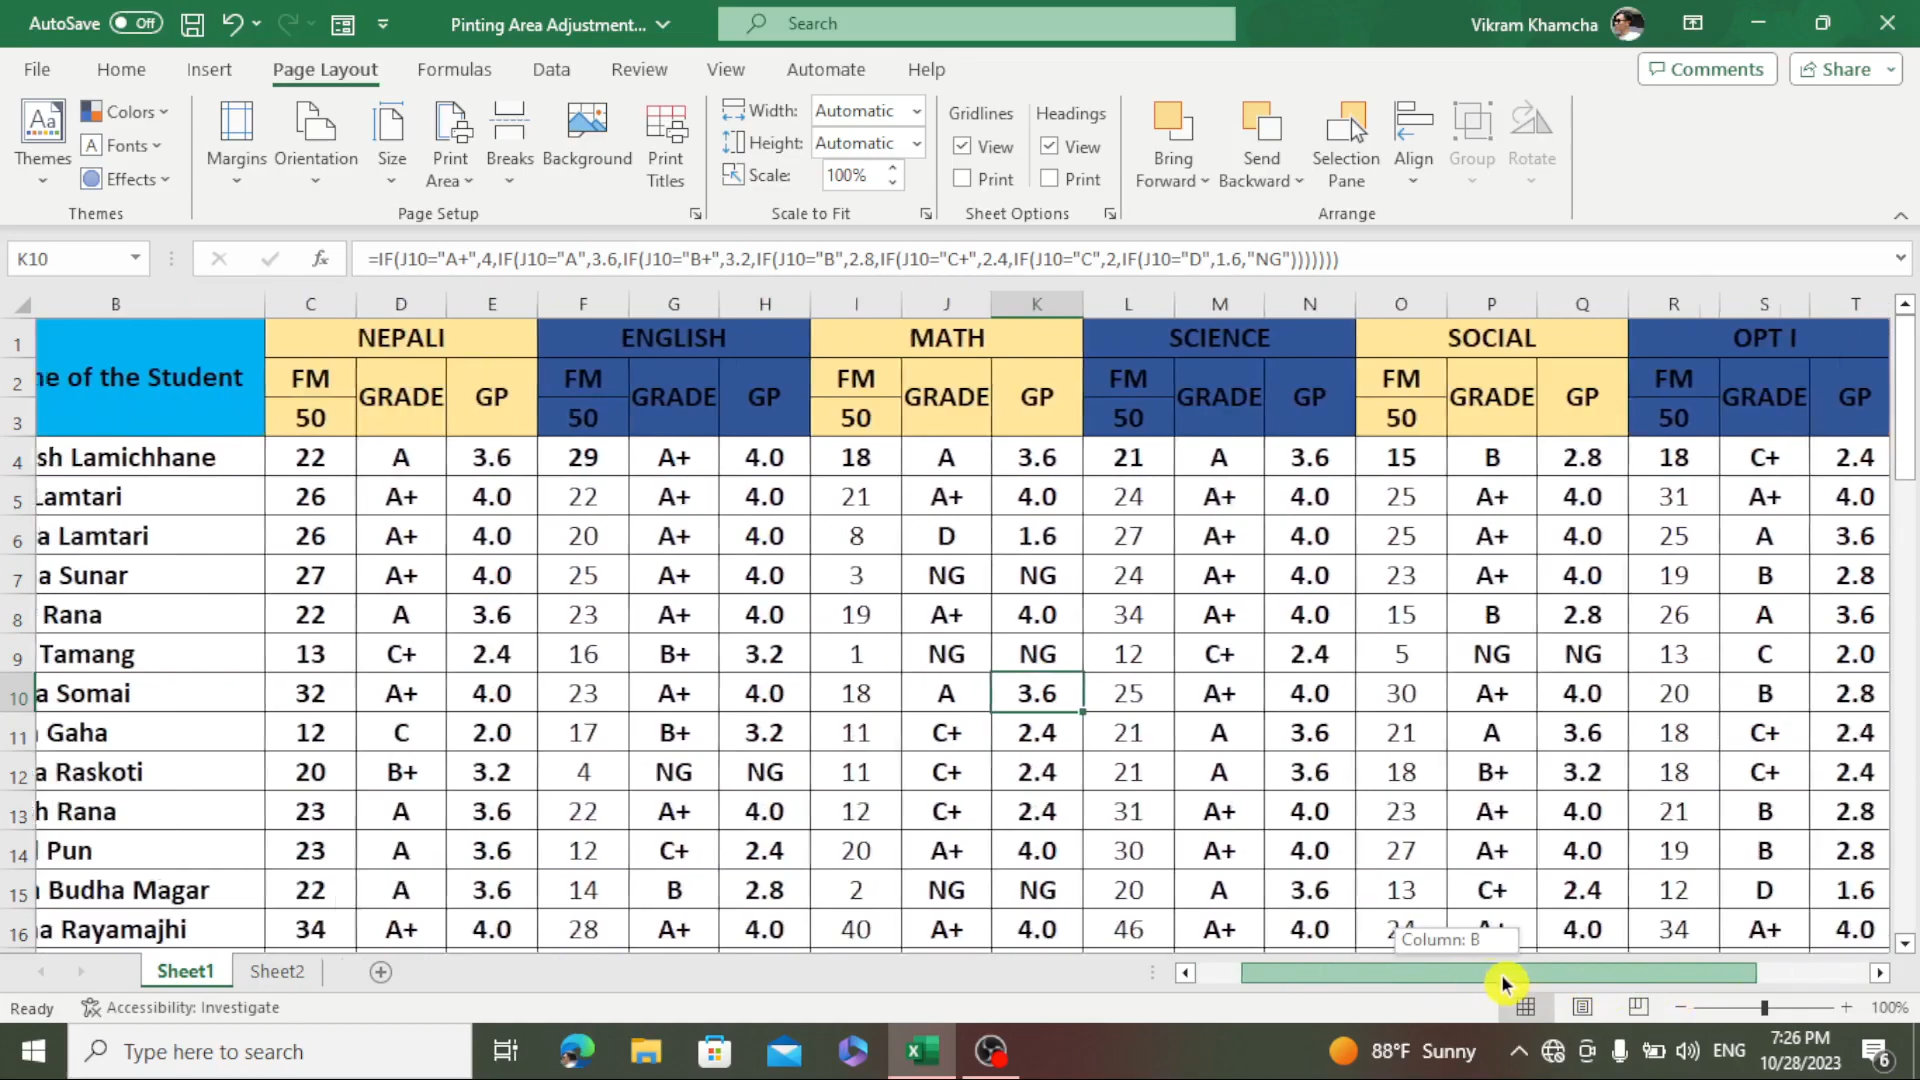 AutoSave Off Pinting Area Adjustment... Search Vikram Khamcha
File Home Insert Page Layout Formulas Data Review View Automate Help Comments Share
Themes Colors Fonts Effects Margins Orientation Size Print Area Breaks Background Print Titles
Width: Automatic Height: Automatic Scale: 100%
Gridlines View Print Headings View Print
Bring Forward Send Backward Selection Pane Align Group Rotate
Themes Page Setup Scale to Fit Sheet Options Arrange
K10 fx =IF(J10="A+",4,IF(J10="A",3.6,IF(J10="B+",3.2,IF(J10="B",2.8,IF(J10="C+",2.4,IF(J10="C",2,IF(J10="D",1.6,"NG")))))))
B C D E F G H I J K L M N O P Q R S T
1 NEPALI ENGLISH MATH SCIENCE SOCIAL OPT I
2 of the Student FM GRADE GP FM GRADE GP FM GRADE GP FM GRADE GP FM GRADE GP FM GRADE GP
3 50 50 50 50 50 50
4 sh Lamichhane 22 A 3.6 29 A+ 4.0 18 A 3.6 21 A 3.6 15 B 2.8 18 C+ 2.4
5 Lamtari 26 A+ 4.0 22 A+ 4.0 21 A+ 4.0 24 A+ 4.0 25 A+ 4.0 31 A+ 4.0
6 a Lamtari 26 A+ 4.0 20 A+ 4.0 8 D 1.6 27 A+ 4.0 25 A+ 4.0 25 A 3.6
7 a Sunar 27 A+ 4.0 25 A+ 4.0 3 NG NG 24 A+ 4.0 23 A+ 4.0 19 B 2.8
8 Rana 22 A 3.6 23 A+ 4.0 19 A+ 4.0 34 A+ 4.0 15 B 2.8 26 A 3.6
9 Tamang 13 C+ 2.4 16 B+ 3.2 1 NG NG 12 C+ 2.4 5 NG NG 13 C 2.0
10 a Somai 32 A+ 4.0 23 A+ 4.0 18 A 3.6 25 A+ 4.0 30 A+ 4.0 20 B 2.8
11 Gaha 12 C 2.0 17 B+ 3.2 11 C+ 2.4 21 A 3.6 21 A 3.6 18 C+ 2.4
12 a Raskoti 20 B+ 3.2 4 NG NG 11 C+ 2.4 21 A 3.6 18 B+ 3.2 18 C+ 2.4
13 h Rana 23 A 3.6 22 A+ 4.0 12 C+ 2.4 31 A+ 4.0 23 A+ 4.0 21 B 2.8
14 Pun 23 A 3.6 12 C+ 2.4 20 A+ 4.0 30 A+ 4.0 27 A+ 4.0 19 B 2.8
15 Budha Magar 22 A 3.6 14 B 2.8 2 NG NG 20 A 3.6 13 C+ 2.4 12 D 1.6
16 a Rayamajhi 34 A+ 4.0 28 A+ 4.0 40 A+ 4.0 46 A+ 4.0 4.0 34 A+ 4.0
Column: B
Sheet1 Sheet2
Ready Accessibility: Investigate 100%
Type here to search 88°F Sunny ENG 7:26 PM 10/28/2023 6